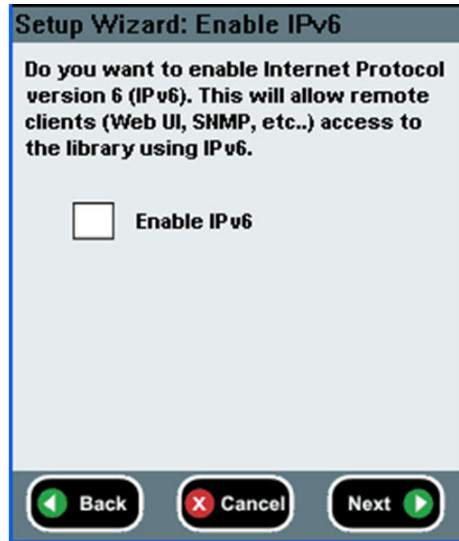 Setup Wizard: Enable IPv6
Do you want to enable Internet Protocol
version 6 (IPv6). This will allow remote
clients (Web UI, SNMP, etc..) access to
the library using IPv6.
Enable IPv6
Back
Cancel
Next